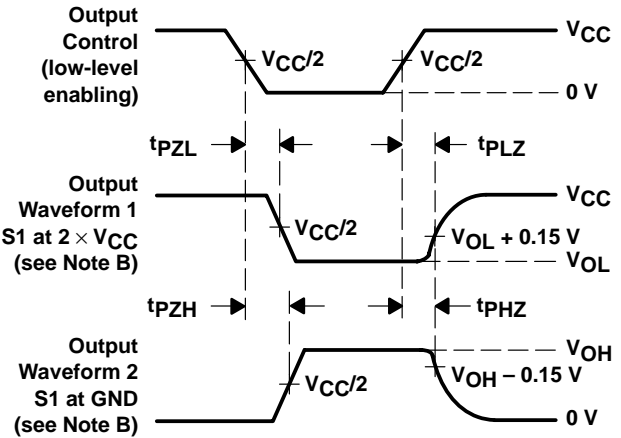 Output
Control
(low-level
enabling)
VCC/2
VCC/2
VCC
0 V
tPZL
tPLZ
Output
Waveform 1
S1 at 2 × VCC
(see Note B)
VCC/2
VCC
VOL + 0.15 V
VOL
tPZH
tPHZ
Output
Waveform 2
S1 at GND
(see Note B)
VCC/2
VOH
VOH – 0.15 V
0 V